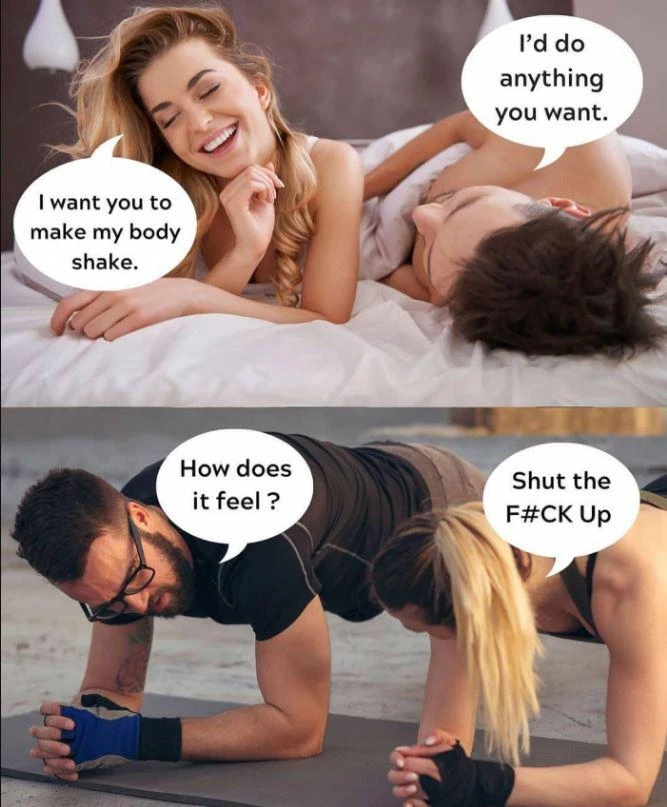 I'd do
anything
you want.
I want you to
make my body
shake.
How does
it feel ?
Shut the
F#CK Up